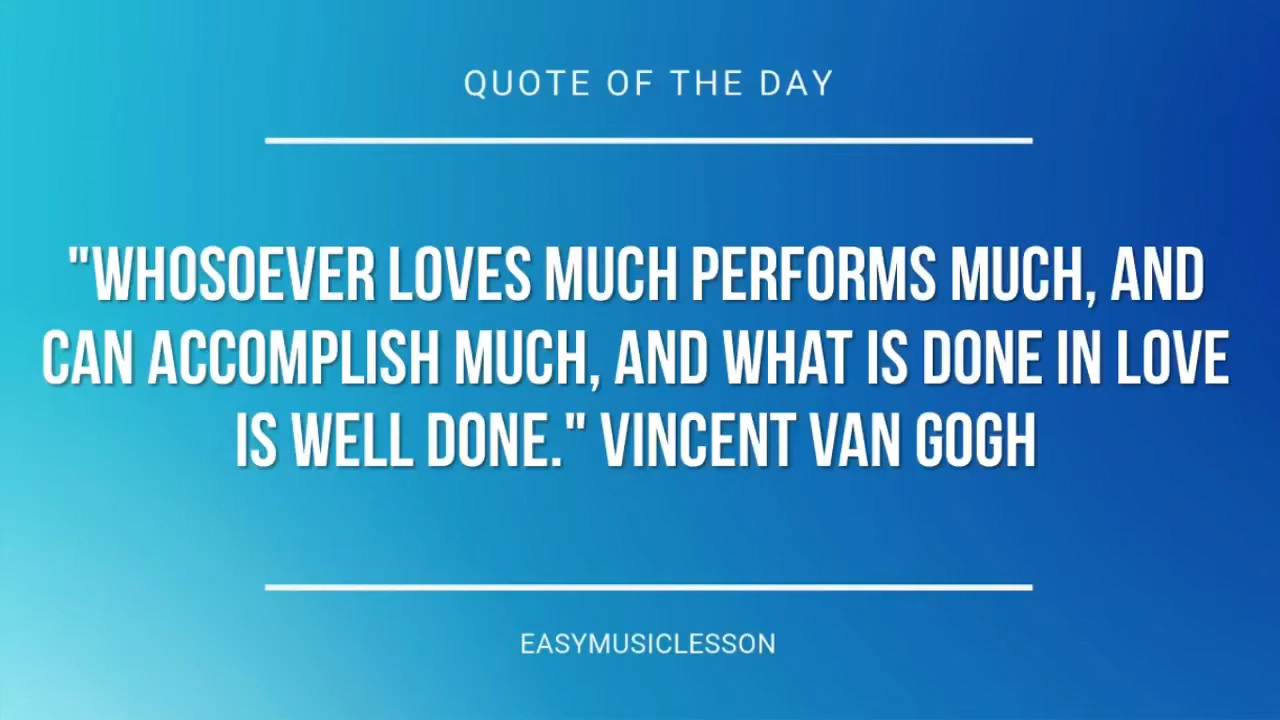 QUOTE OF THE DAY
"WHOSOEVER LOVES MUCH PERFORMS MUCH, AND
CAN ACCOMPLISH MUCH, AND WHAT IS DONE IN LOVE
IS WELL DONE." VINCENT VAN GOGH
EASYMUSICLESSON